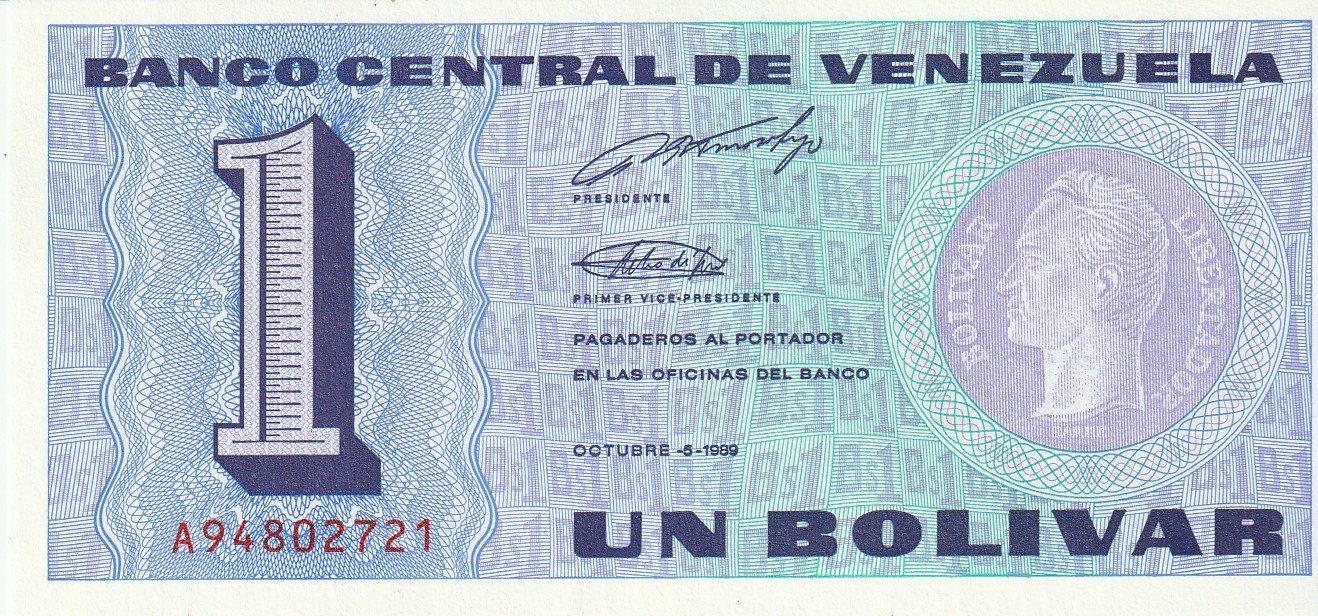 BANCO CENTRAL DE VENEZUELA
1
PRESIDENTE
PRIMER VICE-PRESIDENTE
PAGADEROS AL PORTADOR
EN LAS OFICINAS DEL BANCO
OCTUBRE -5-1989
BOLIVAR LIBERTADOR
A94802721
UN BOLIVAR